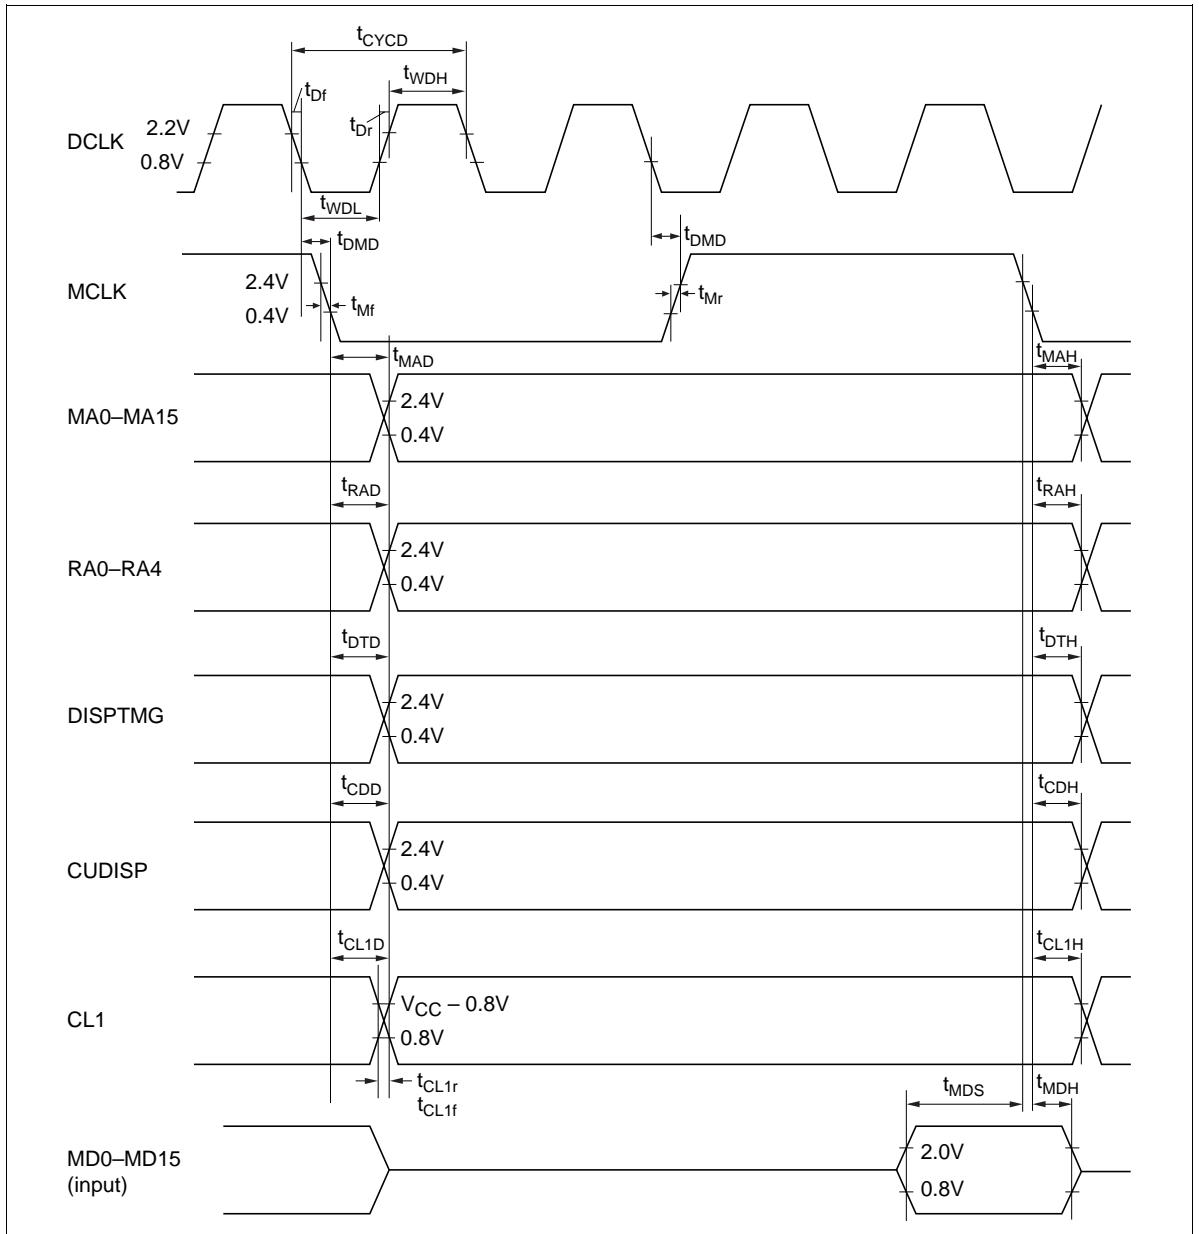 tCYCD
tWDH
tDf
tDr
DCLK
2.2V
0.8V
tWDL
tDMD
tDMD
MCLK
2.4V
0.4V
tMf
tMr
tMAD
tMAH
MA0–MA15
2.4V
0.4V
tRAD
tRAH
RA0–RA4
2.4V
0.4V
tDTD
tDTH
DISPTMG
2.4V
0.4V
tCDD
tCDH
CUDISP
2.4V
0.4V
tCL1D
tCL1H
CL1
VCC – 0.8V
0.8V
tCL1r
tCL1f
tMDS
tMDH
MD0–MD15
(input)
2.0V
0.8V